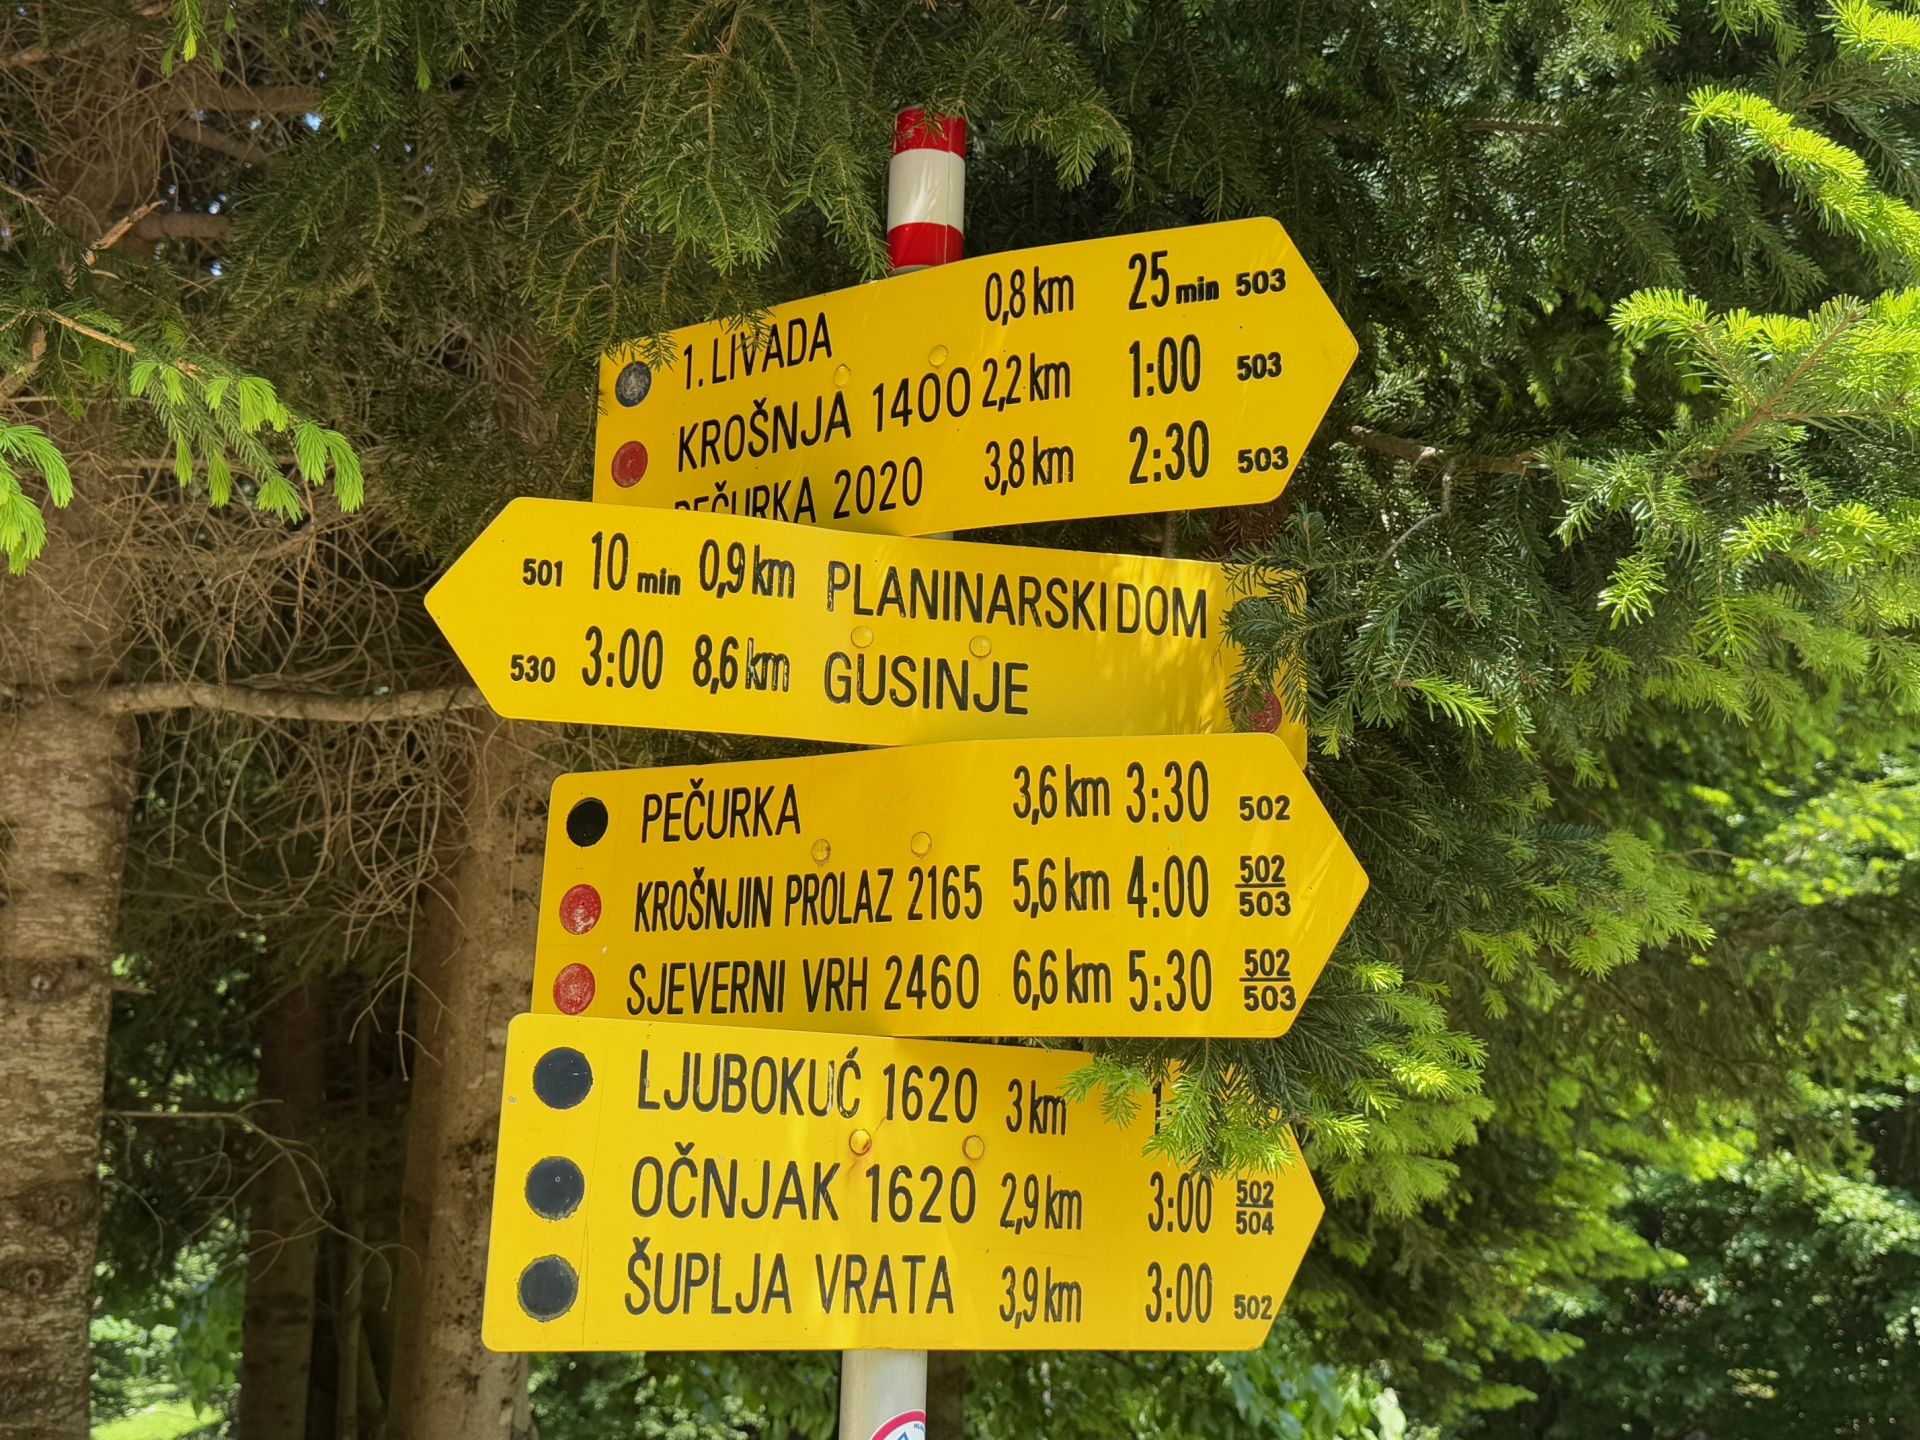 1. LIVADA 0,8 km 25 min 503
KROŠNJA 1400 2,2 km 1:00 503
PEČURKA 2020 3,8 km 2:30 503
501 10 min 0,9 km PLANINARSKI DOM
530 3:00 8,6 km GUSINJE
PEČURKA 3,6 km 3:30 502
KROŠNJIN PROLAZ 2165 5,6 km 4:00 502/503
SJEVERNI VRH 2460 6,6 km 5:30 502/503
LJUBOKUĆ 1620 3 km
OČNJAK 1620 2,9 km 3:00 502/504
ŠUPLJA VRATA 3,9 km 3:00 502